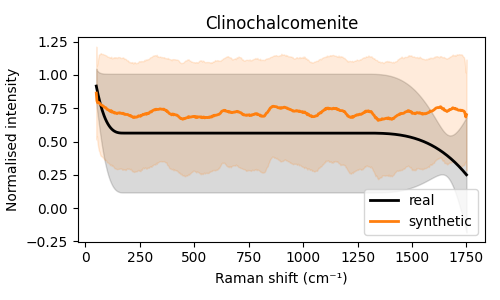 Clinochalcomenite
Normalised intensity
1.25
1.00
0.75
0.50
0.25
0.00
−0.25
real
synthetic
0 250 500 750 1000 1250 1500 1750
Raman shift (cm⁻¹)